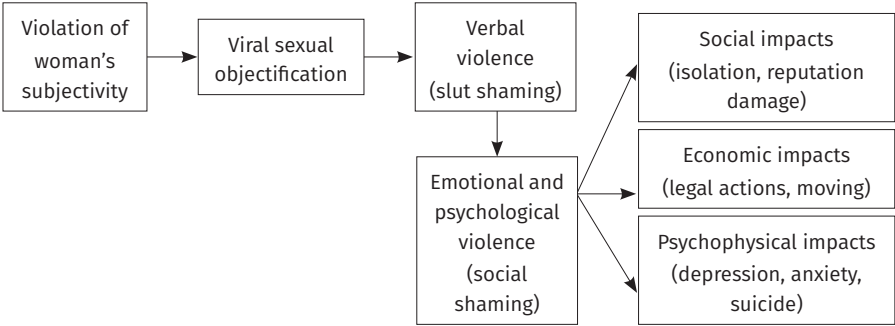 Violation of
woman’s
subjectivity
Viral sexual
objectification
Verbal
violence
(slut shaming)
Emotional and
psychological
violence
(social
shaming)
Social impacts
(isolation, reputation
damage)
Economic impacts
(legal actions, moving)
Psychophysical impacts
(depression, anxiety,
suicide)